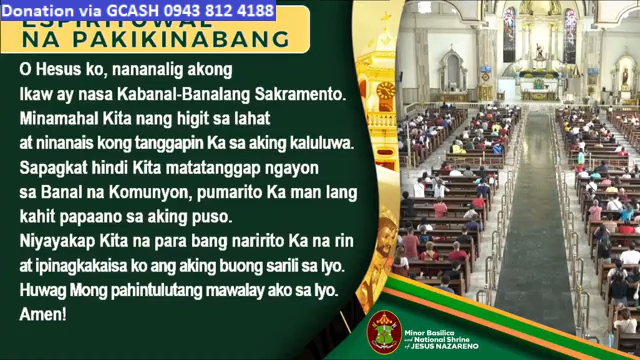 Donation via GCASH 0943 812 4188
ESPIRITUWAL
NA PAKIKINABANG
O Hesus ko, nananalig akong
Ikaw ay nasa Kabanal-Banalang Sakramento.
Minamahal Kita nang higit sa lahat
at ninanais kong tanggapin Ka sa aking kaluluwa.
Sapagkat hindi Kita matatanggap ngayon
sa Banal na Komunyon, pumarito Ka man lang
kahit papaano sa aking puso.
Niyayakap Kita na para bang naririto Ka na rin
at ipinagkakaisa ko ang aking buong sarili sa Iyo.
Huwag Mong pahintulutang mawalay ako sa Iyo.
Amen!
Minor Basilica
and National Shrine
of JESUS NAZARENO